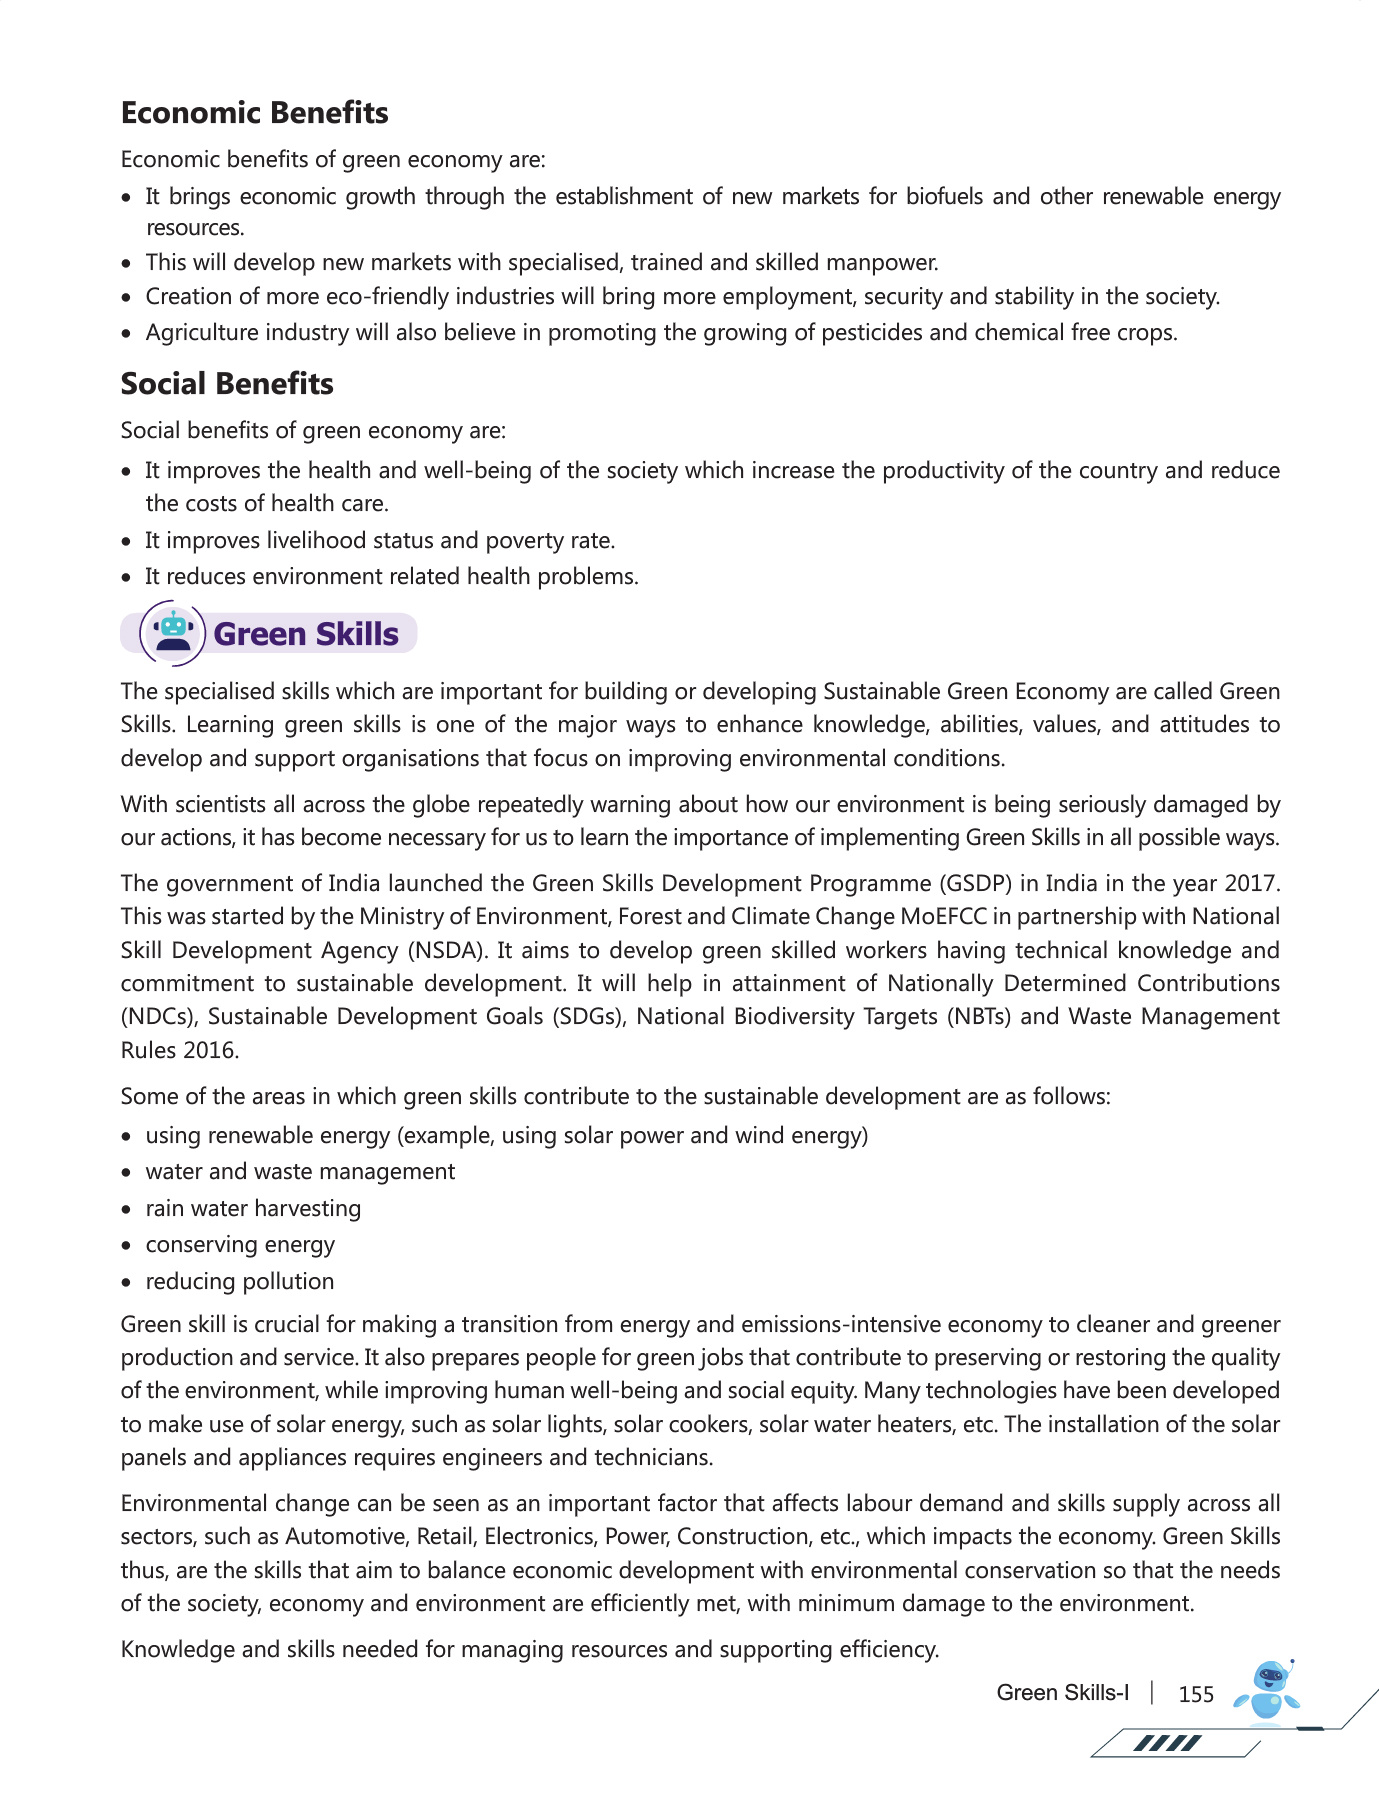 Economic Benefits
Economic benefits of green economy are:
• It brings economic growth through the establishment of new markets for biofuels and other renewable energy
resources.
• This will develop new markets with specialised, trained and skilled manpower.
• Creation of more eco-friendly industries will bring more employment, security and stability in the society.
• Agriculture industry will also believe in promoting the growing of pesticides and chemical free crops.
Social Benefits
Social benefits of green economy are:
• It improves the health and well-being of the society which increase the productivity of the country and reduce
the costs of health care.
• It improves livelihood status and poverty rate.
• It reduces environment related health problems.
Green Skills
The specialised skills which are important for building or developing Sustainable Green Economy are called Green
Skills. Learning green skills is one of the major ways to enhance knowledge, abilities, values, and attitudes to
develop and support organisations that focus on improving environmental conditions.
With scientists all across the globe repeatedly warning about how our environment is being seriously damaged by
our actions, it has become necessary for us to learn the importance of implementing Green Skills in all possible ways.
The government of India launched the Green Skills Development Programme (GSDP) in India in the year 2017.
This was started by the Ministry of Environment, Forest and Climate Change MoEFCC in partnership with National
Skill Development Agency (NSDA). It aims to develop green skilled workers having technical knowledge and
commitment to sustainable development. It will help in attainment of Nationally Determined Contributions
(NDCs), Sustainable Development Goals (SDGs), National Biodiversity Targets (NBTs) and Waste Management
Rules 2016.
Some of the areas in which green skills contribute to the sustainable development are as follows:
• using renewable energy (example, using solar power and wind energy)
• water and waste management
• rain water harvesting
• conserving energy
• reducing pollution
Green skill is crucial for making a transition from energy and emissions-intensive economy to cleaner and greener
production and service. It also prepares people for green jobs that contribute to preserving or restoring the quality
of the environment, while improving human well-being and social equity. Many technologies have been developed
to make use of solar energy, such as solar lights, solar cookers, solar water heaters, etc. The installation of the solar
panels and appliances requires engineers and technicians.
Environmental change can be seen as an important factor that affects labour demand and skills supply across all
sectors, such as Automotive, Retail, Electronics, Power, Construction, etc., which impacts the economy. Green Skills
thus, are the skills that aim to balance economic development with environmental conservation so that the needs
of the society, economy and environment are efficiently met, with minimum damage to the environment.
Knowledge and skills needed for managing resources and supporting efficiency.
Green Skills-I | 155